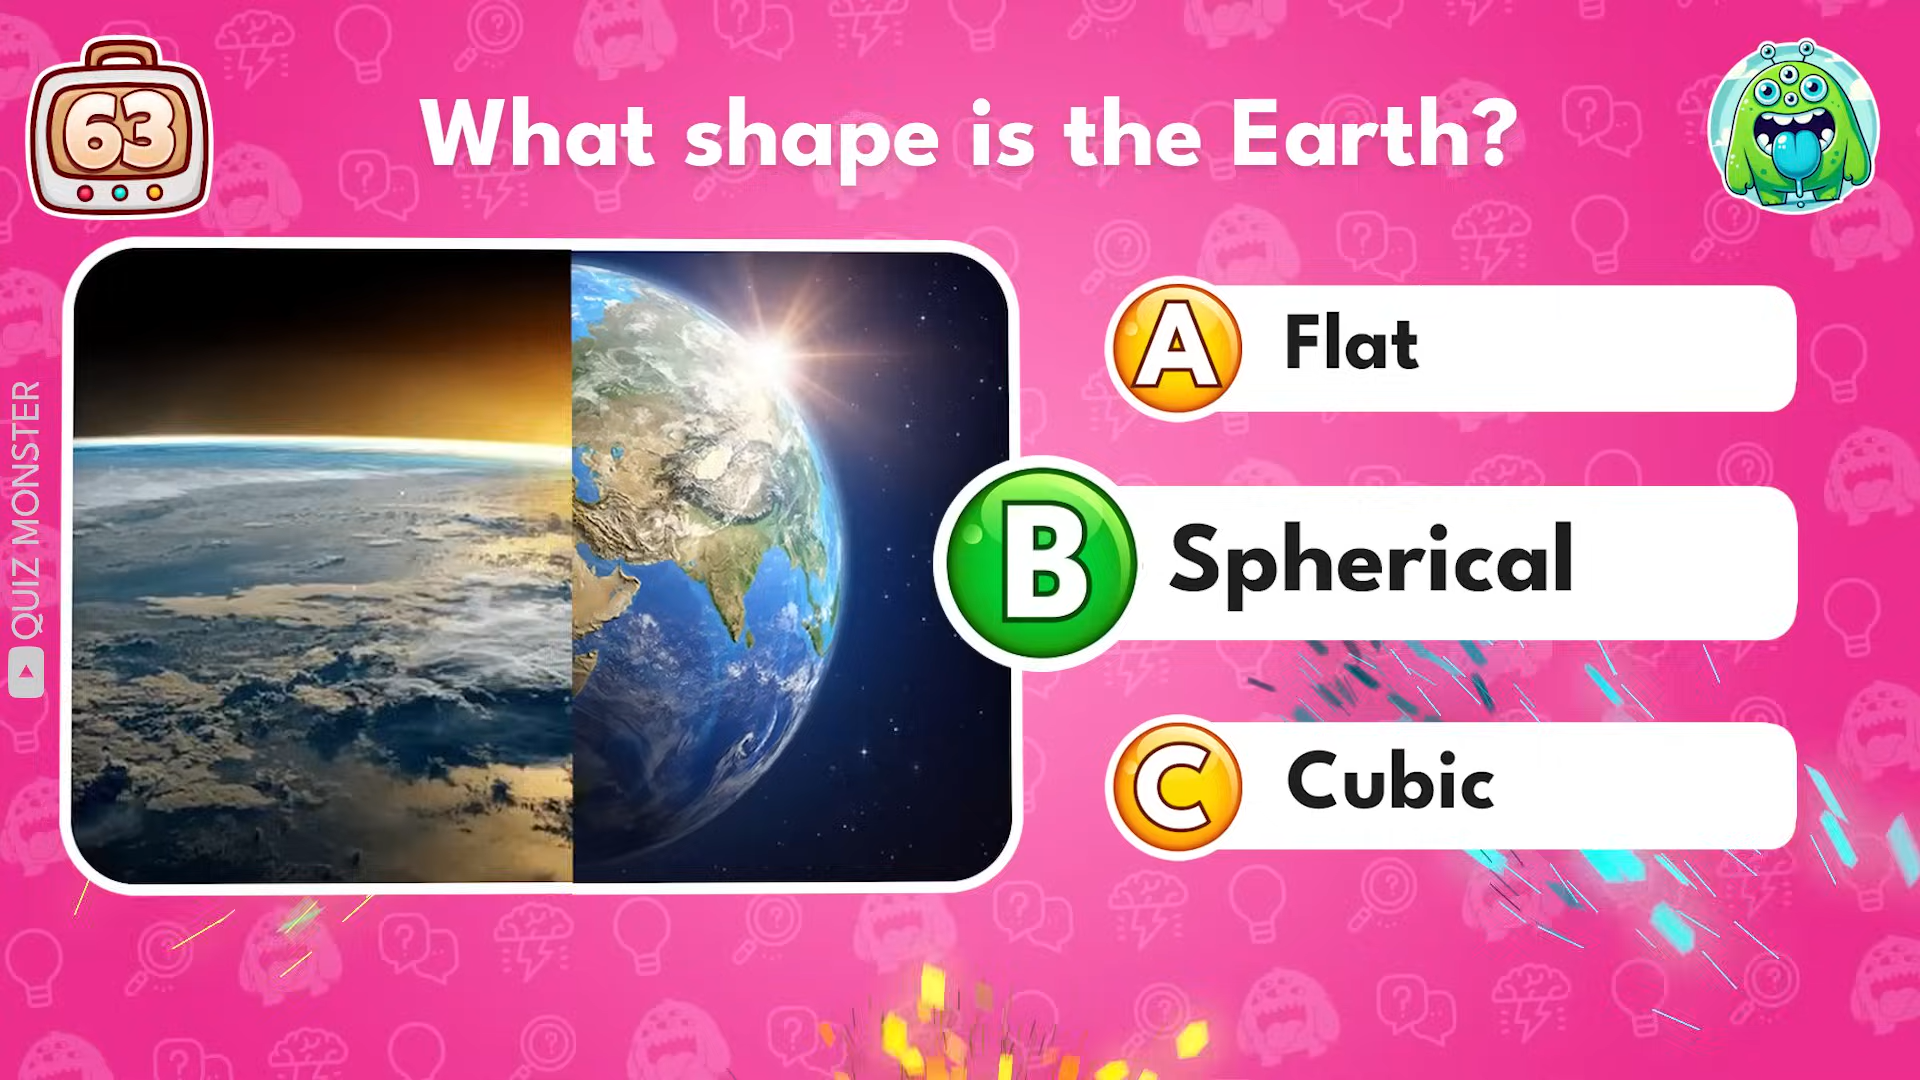 63
What shape is the Earth?
A Flat
B Spherical
C Cubic
QUIZ MONSTER